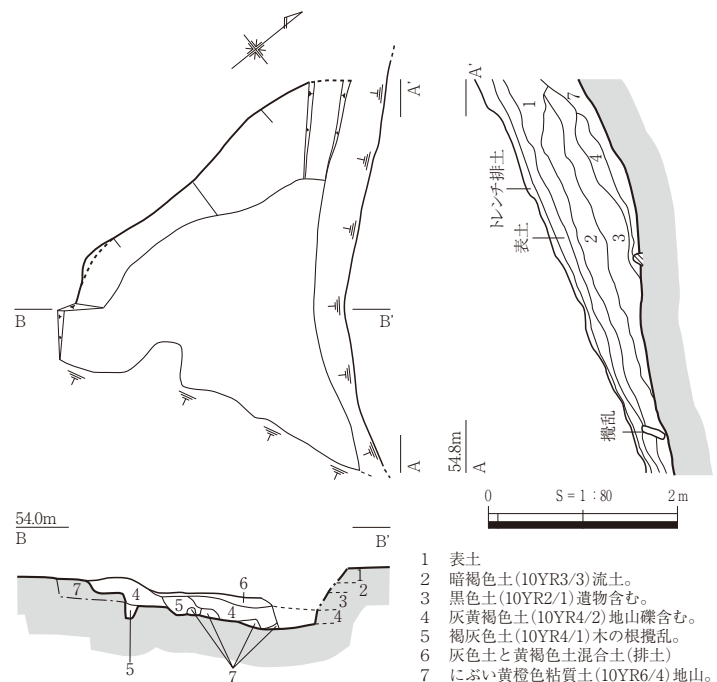 A'
A'
1
7
4
トレンチ排土
表土
2
3
B
B'
攪乱
54.8m
A
A
0 S = 1 : 80 2 m
54.0m
B
B'
7
4
5
4
6
1
2
3
4
5
7
1 表土
2 暗褐色土(10YR3/3)流土。
3 黒色土(10YR2/1)遺物含む。
4 灰黄褐色土(10YR4/2)地山礫含む。
5 褐灰色土(10YR4/1)木の根攪乱。
6 灰色土と黄褐色土混合土(排土)
7 にぶい黄橙色粘質土(10YR6/4)地山。